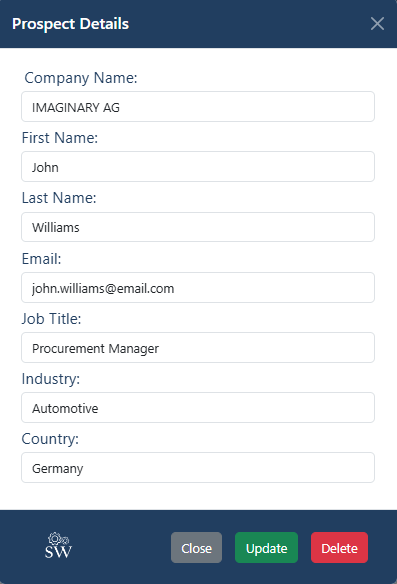 Prospect Details
Company Name:
IMAGINARY AG
First Name:
John
Last Name:
Williams
Email:
john.williams@email.com
Job Title:
Procurement Manager
Industry:
Automotive
Country:
Germany
SW
Close Update Delete